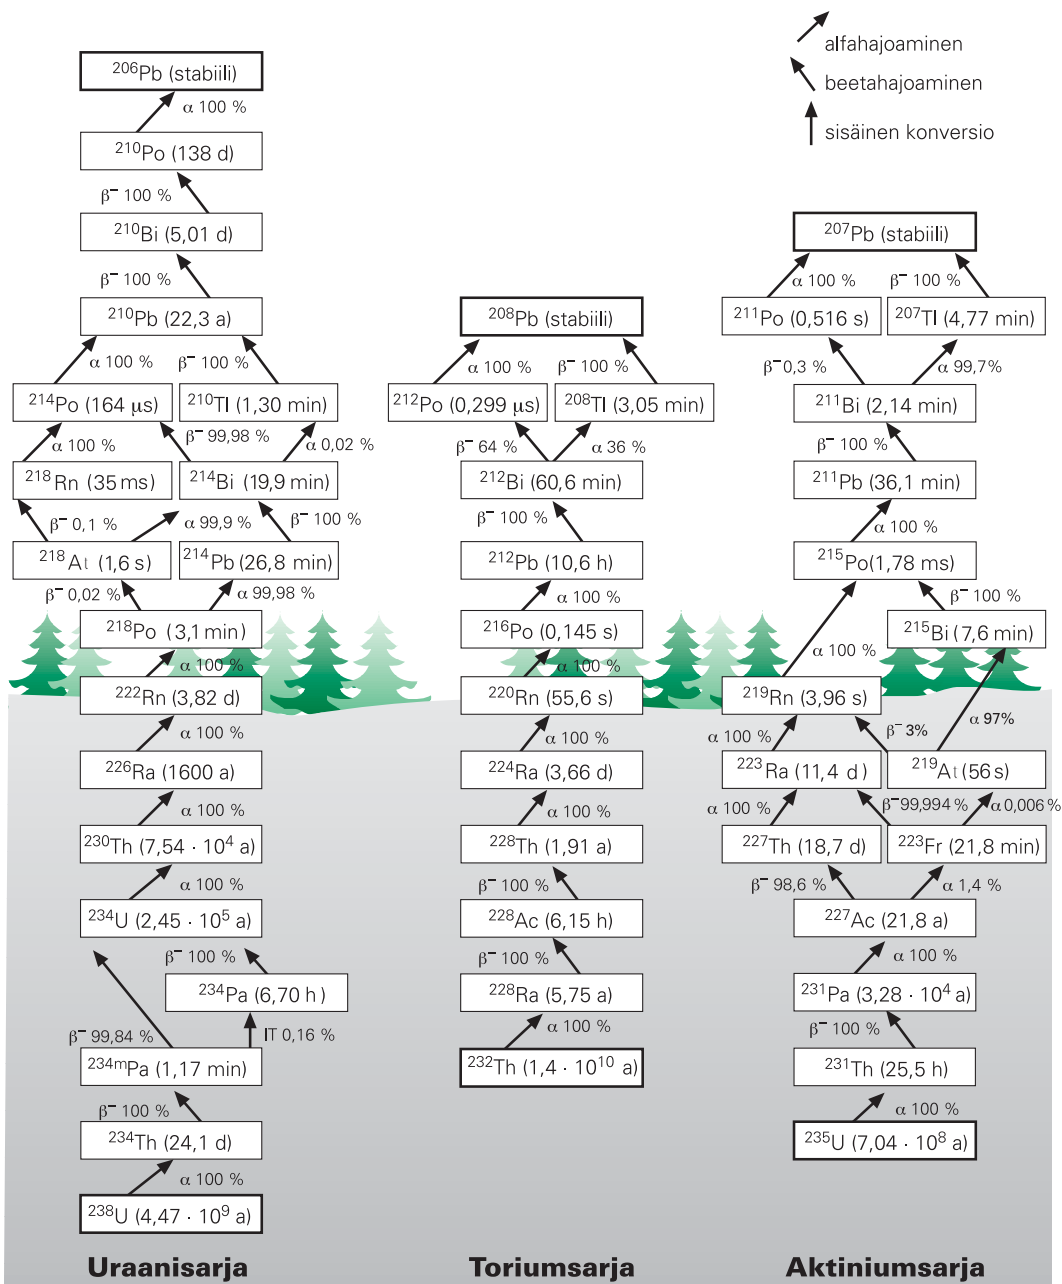 alfahajoaminen
beetahajoaminen
sisäinen konversio
²⁰⁶Pb (stabiili)
α 100 %
²¹⁰Po (138 d)
β⁻ 100 %
²¹⁰Bi (5,01 d)
β⁻ 100 %
²¹⁰Pb (22,3 a)
α 100 %
β⁻ 100 %
²¹⁴Po (164 µs)
²¹⁰Tl (1,30 min)
α 100 %
β⁻ 99,98 %
α 0,02 %
²¹⁸Rn (35 ms)
²¹⁴Bi (19,9 min)
β⁻ 0,1 %
α 99,9 %
β⁻ 100 %
²¹⁸At (1,6 s)
²¹⁴Pb (26,8 min)
β⁻ 0,02 %
α 99,98 %
²¹⁸Po (3,1 min)
α 100 %
²²²Rn (3,82 d)
α 100 %
²²⁶Ra (1600 a)
α 100 %
²³⁰Th (7,54 · 10⁴ a)
α 100 %
²³⁴U (2,45 · 10⁵ a)
β⁻ 100 %
²³⁴Pa (6,70 h)
β⁻ 99,84 %
IT 0,16 %
²³⁴ᵐPa (1,17 min)
β⁻ 100 %
²³⁴Th (24,1 d)
α 100 %
²³⁸U (4,47 · 10⁹ a)
Uraanisarja
²⁰⁸Pb (stabiili)
α 100 %
β⁻ 100 %
²¹²Po (0,299 µs)
²⁰⁸Tl (3,05 min)
β⁻ 64 %
α 36 %
²¹²Bi (60,6 min)
β⁻ 100 %
²¹²Pb (10,6 h)
α 100 %
²¹⁶Po (0,145 s)
α 100 %
²²⁰Rn (55,6 s)
α 100 %
²²⁴Ra (3,66 d)
α 100 %
²²⁸Th (1,91 a)
β⁻ 100 %
²²⁸Ac (6,15 h)
β⁻ 100 %
²²⁸Ra (5,75 a)
α 100 %
²³²Th (1,4 · 10¹⁰ a)
Toriumsarja
²⁰⁷Pb (stabiili)
α 100 %
β⁻ 100 %
²¹¹Po (0,516 s)
²⁰⁷Tl (4,77 min)
β⁻0,3 %
α 99,7%
²¹¹Bi (2,14 min)
β⁻ 100 %
²¹¹Pb (36,1 min)
α 100 %
²¹⁵Po(1,78 ms)
β⁻ 100 %
²¹⁵Bi (7,6 min)
α 100 %
²¹⁹Rn (3,96 s)
α 100 %
β⁻ 3%
α 97%
²²³Ra (11,4 d)
²¹⁹At (56 s)
α 100 %
β⁻99,994 %
α 0,006 %
²²⁷Th (18,7 d)
²²³Fr (21,8 min)
β⁻ 98,6 %
α 1,4 %
²²⁷Ac (21,8 a)
α 100 %
²³¹Pa (3,28 · 10⁴ a)
β⁻ 100 %
²³¹Th (25,5 h)
α 100 %
²³⁵U (7,04 · 10⁸ a)
Aktiniumsarja